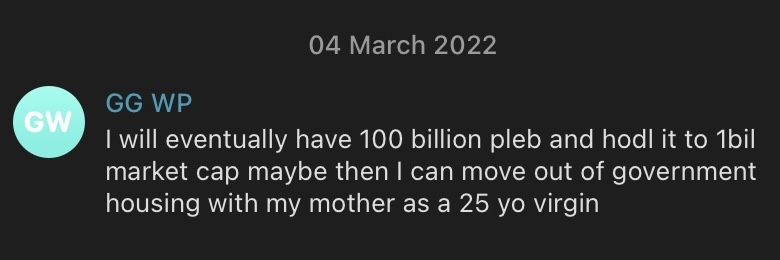 04 March 2022
GW
GG WP
I will eventually have 100 billion pleb and hodl it to 1bil
market cap maybe then I can move out of government
housing with my mother as a 25 yo virgin